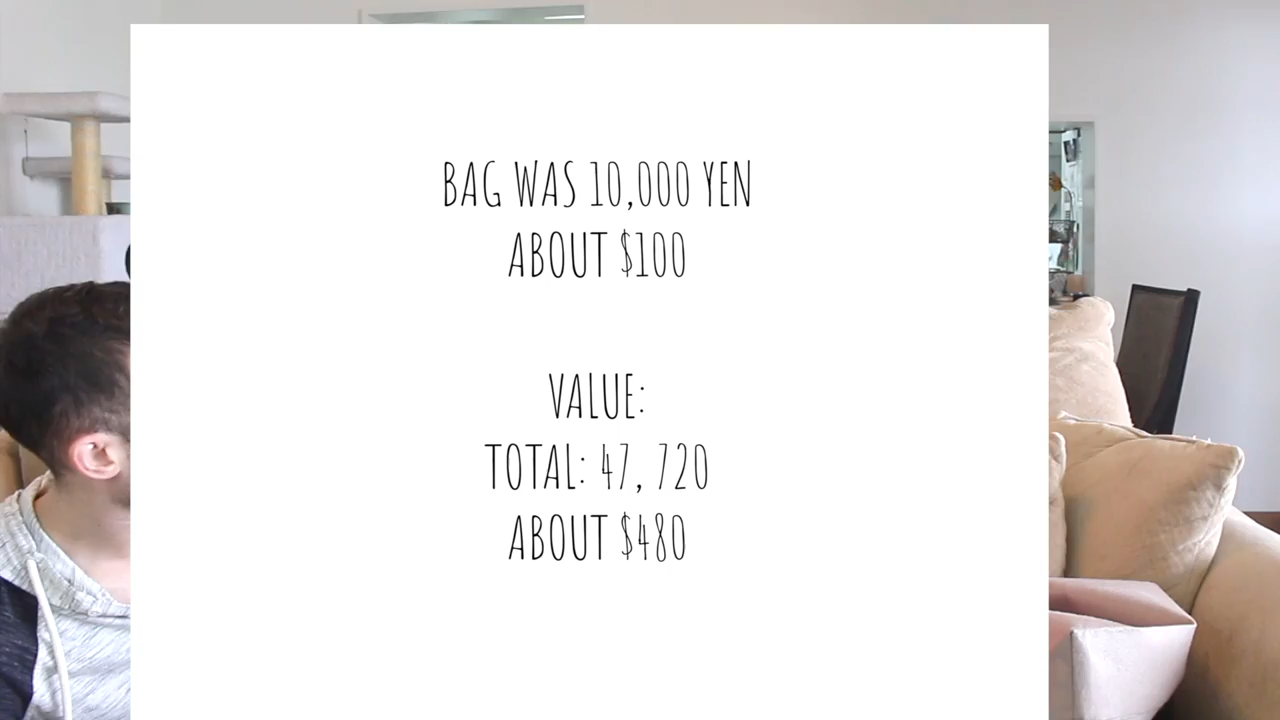 BAG WAS 10,000 YEN
ABOUT $100
VALUE:
TOTAL: 47, 720
ABOUT $480